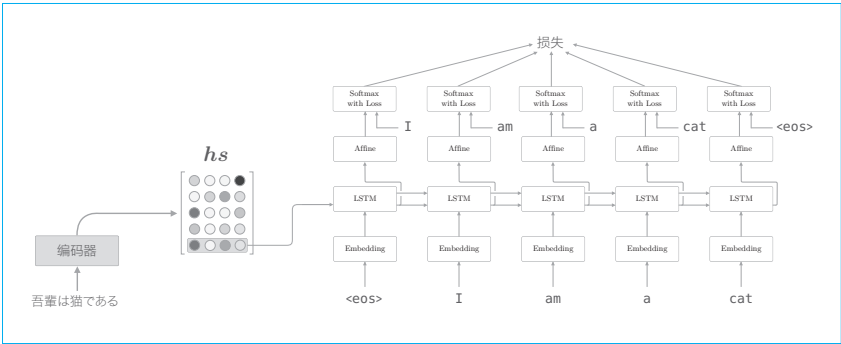 损失
Softmax
with Loss
Softmax
with Loss
Softmax
with Loss
Softmax
with Loss
Softmax
with Loss
I
am
a
cat
<eos>
Affine
Affine
Affine
Affine
Affine
hs
LSTM
LSTM
LSTM
LSTM
LSTM
编码器
Embedding
Embedding
Embedding
Embedding
Embedding
吾輩は猫である
<eos>
I
am
a
cat